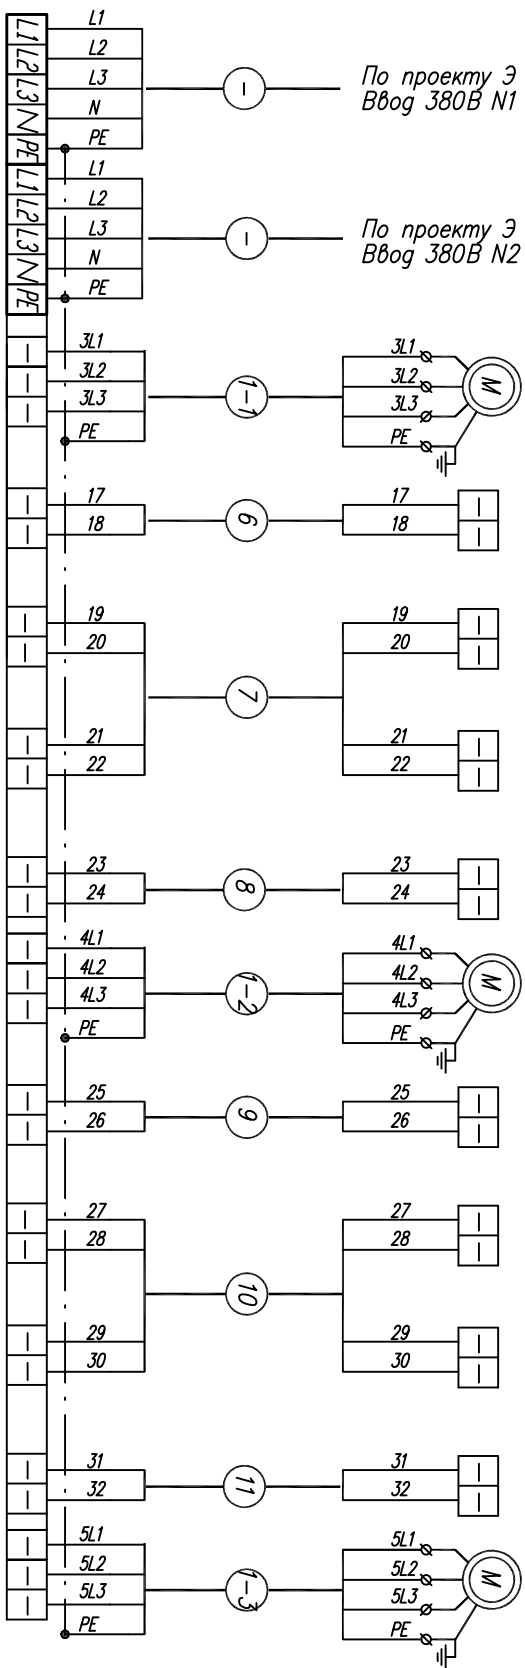 L1 L1
L2 L2
L3 L3
N N
PE PE
–
По проекту Э
Ввод 380В N1
L1 L1
L2 L2
L3 L3
N N
PE PE
–
По проекту Э
Ввод 380В N2
– 3L1 3L1
– 3L2 1-1 3L2 M
– 3L3 3L3
PE PE
– 17 17 –
6
– 18 18 –
– 19 19 –
– 20 20 –
7
– 21 21 –
– 22 22 –
– 23 23 –
8
– 24 24 –
– 4L1 4L1
– 4L2 1-2 4L2 M
– 4L3 4L3
PE PE
– 25 25 –
9
– 26 26 –
– 27 27 –
– 28 28 –
10
– 29 29 –
– 30 30 –
– 31 31 –
11
– 32 32 –
– 5L1 5L1
– 5L2 1-3 5L2 M
– 5L3 5L3
PE PE